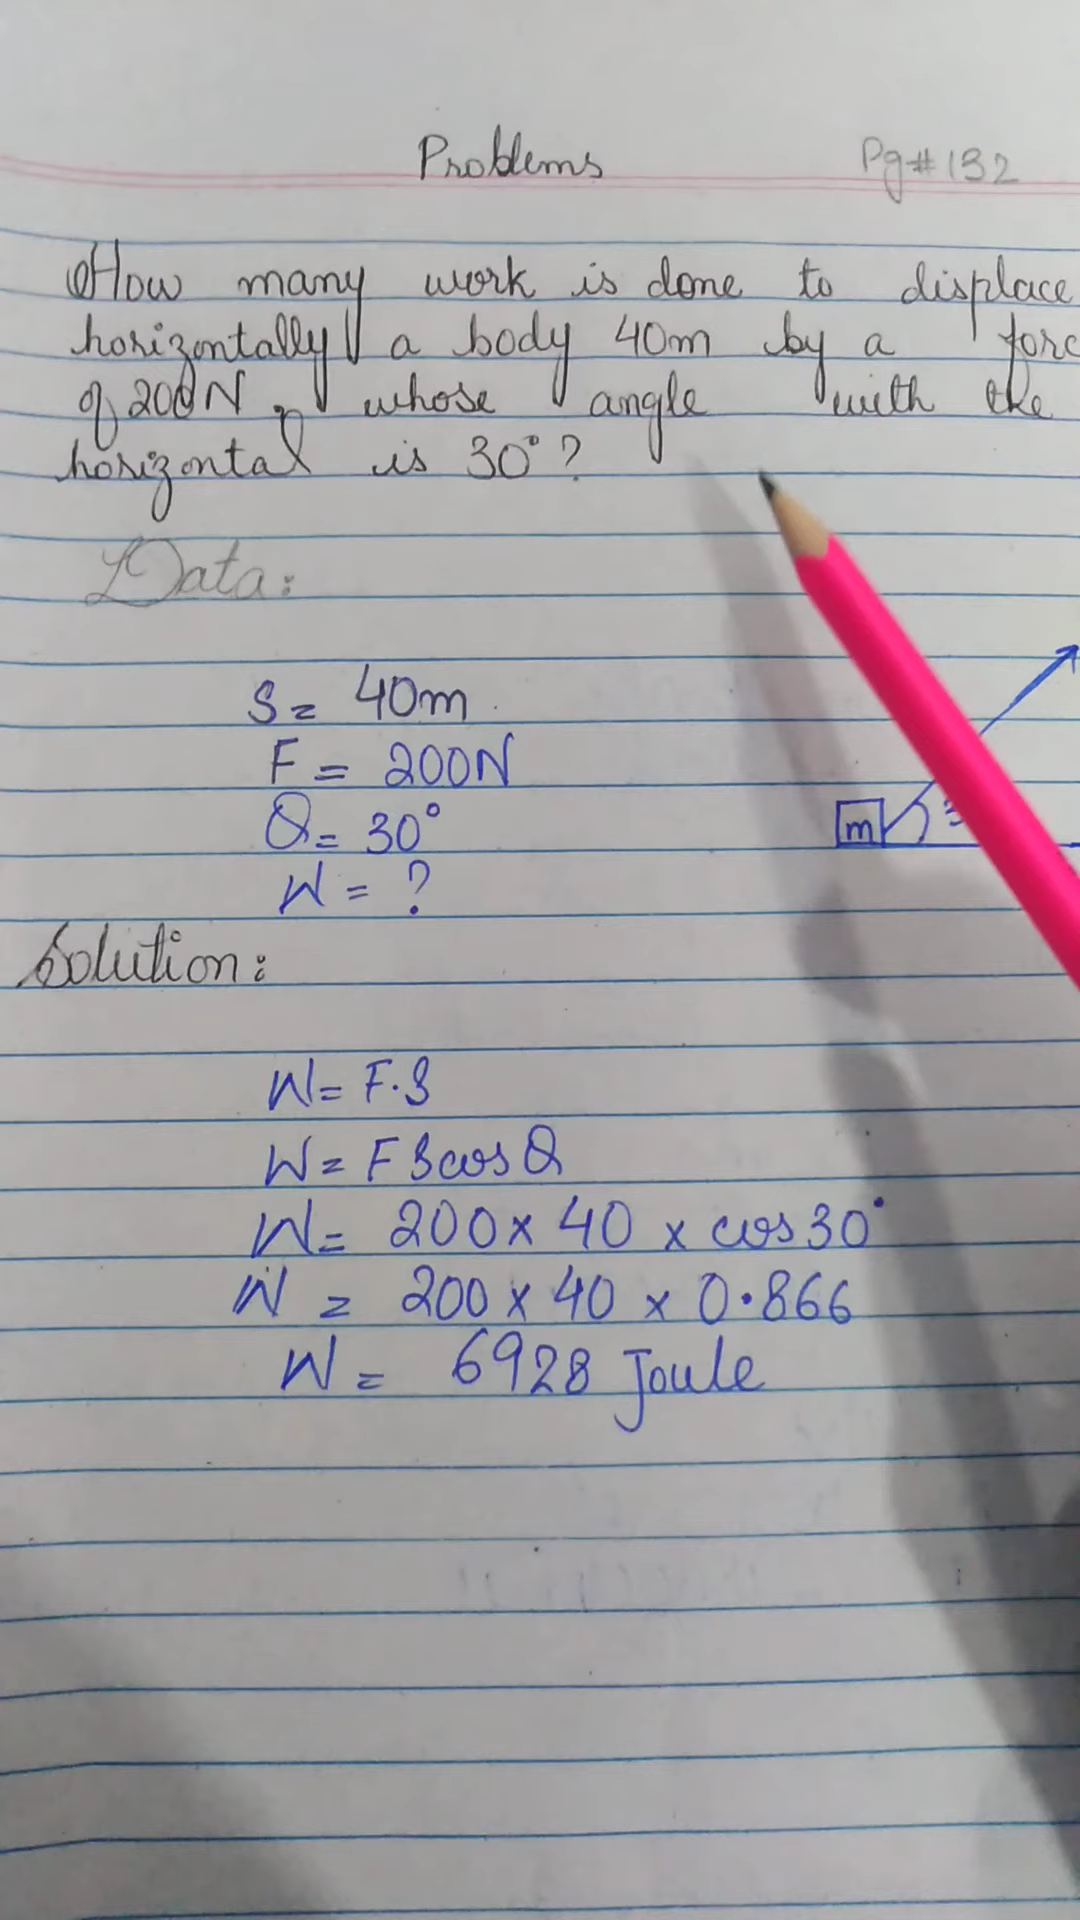 Problems Pg#132
How many work is done to displace
horizontally a body 40m by a forc
of 200N, whose angle with the
horizontal is 30°?
Data:
S = 40m
F = 200N
θ = 30°
W = ?
m
Solution:
W = F.S
W = FS cos θ
W = 200 x 40 x cos 30°
W = 200 x 40 x 0.866
W = 6928 Joule